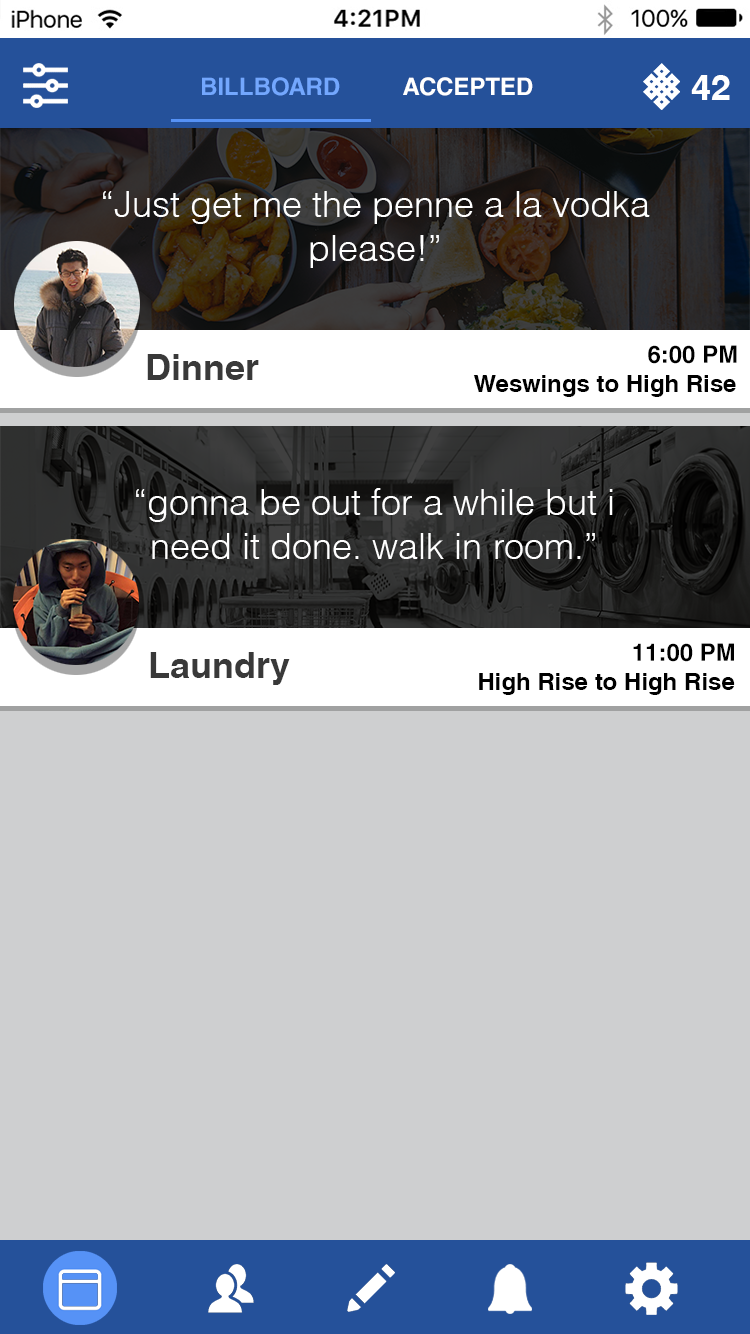 iPhone 4:21PM 100%
BILLBOARD ACCEPTED 42
“Just get me the penne a la vodka
please!”
Dinner
6:00 PM
Weswings to High Rise
“gonna be out for a while but i
need it done. walk in room.”
Laundry
11:00 PM
High Rise to High Rise